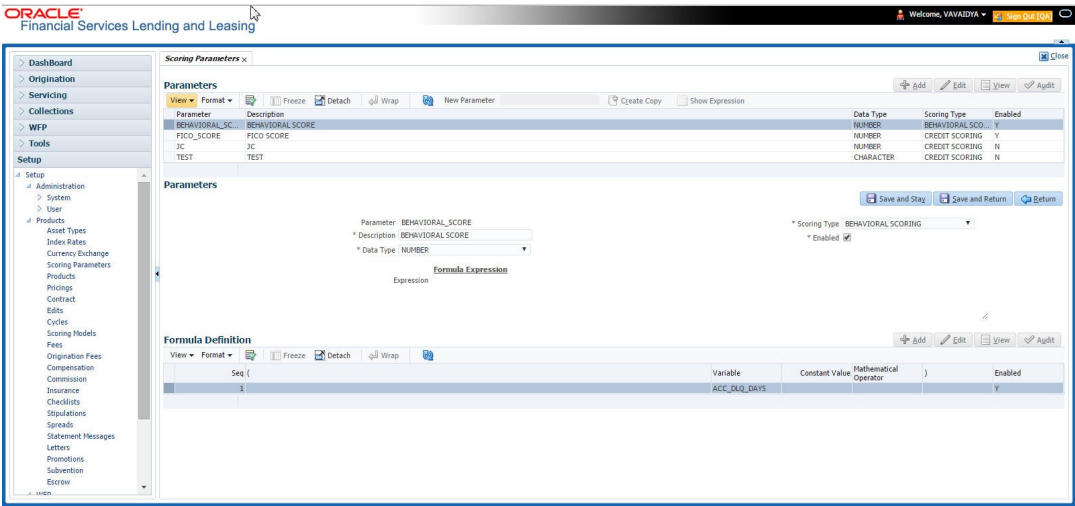 ORACLE
Financial Services Lending and Leasing
Welcome, VAVAIDYA
Sign Out [QA]
Close
DashBoard
Origination
Servicing
Collections
WFP
Tools
Setup
Setup
Administration
System
User
Products
Asset Types
Index Rates
Currency Exchange
Scoring Parameters
Products
Pricings
Contract
Edits
Cycles
Scoring Models
Fees
Origination Fees
Compensation
Commission
Insurance
Checklists
Stipulations
Spreads
Statement Messages
Letters
Promotions
Subvention
Escrow
WFP
Scoring Parameters x
Parameters
Add Edit View Audit
View Format Freeze Detach Wrap New Parameter Create Copy Show Expression
Parameter Description Data Type Scoring Type Enabled
BEHAVIORAL_SC... BEHAVIORAL SCORE NUMBER BEHAVIORAL SCO... Y
FICO_SCORE FICO SCORE NUMBER CREDIT SCORING Y
JC JC NUMBER CREDIT SCORING N
TEST TEST CHARACTER CREDIT SCORING N
Parameters
Save and Stay Save and Return Return
Parameter BEHAVIORAL_SCORE
* Scoring Type BEHAVIORAL SCORING
* Description BEHAVIORAL SCORE
* Enabled
* Data Type NUMBER
Formula Expression
Expression
Formula Definition
Add Edit View Audit
View Format Freeze Detach Wrap
Seq ( Variable Constant Value Mathematical Operator ) Enabled
1 ACC_DLQ_DAYS Y